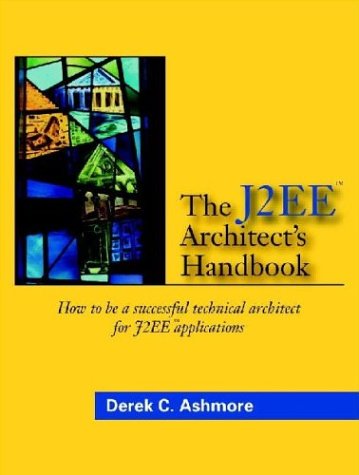 The J2EE™
Architect's
Handbook
How to be a successful technical architect
for J2EE™ applications
Derek C. Ashmore